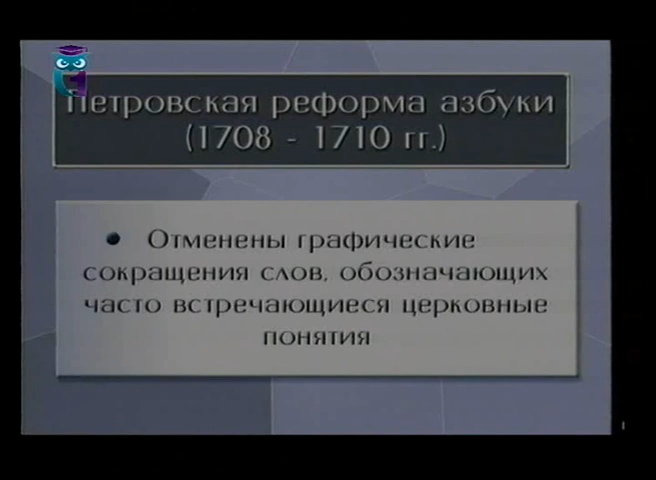 Петровская реформа азбуки
(1708 - 1710 гг.)
• Отменены графические
сокращения слов, обозначающих
часто встречающиеся церковные
понятия